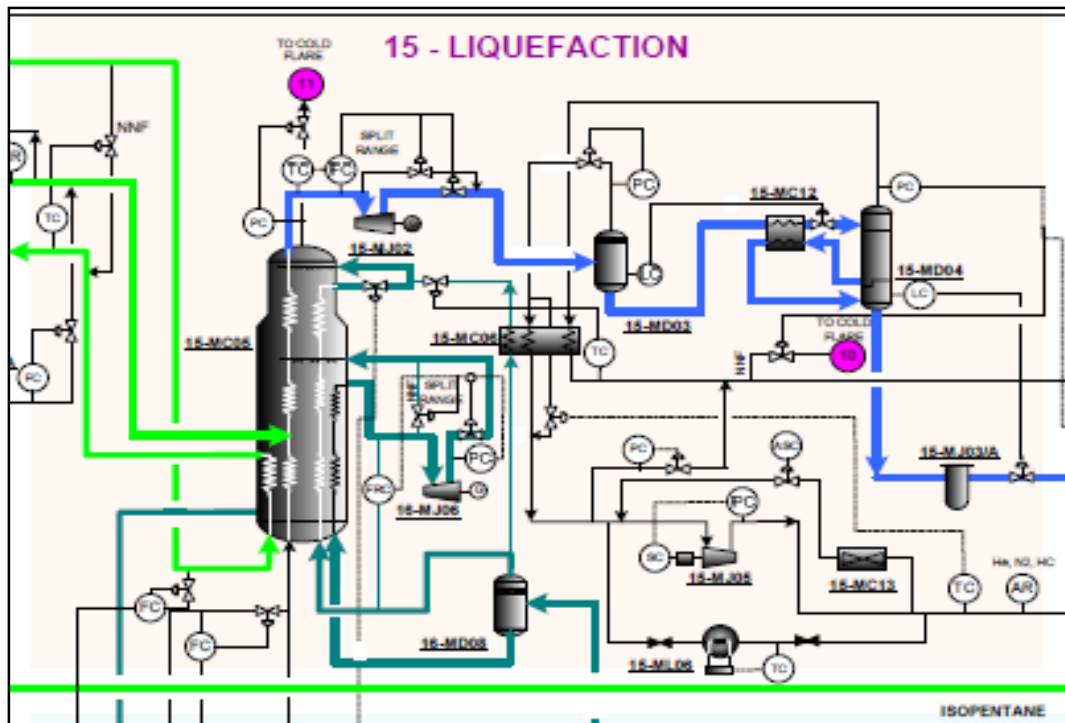 15 - LIQUEFACTION
TO COLD
FLARE
11
NNF
TC
FC
SPLIT
RANGE
PC
15-MC12
PC
TC
PC
15-MJ02
LC
15-MD04
LC
15-MD03
TO COLD
FLARE
10
15-MC05
15-MC06
TC
NNF
NNF
SPLIT
RANGE
PC
ASC
15-MJ03/A
PC
FRC
G
16-MJ06
PC
SC
15-MJ05
15-MC13
He, N2, HC
TC
AR
FC
FC
16-MD08
15-ML06
TC
ISOPENTANE